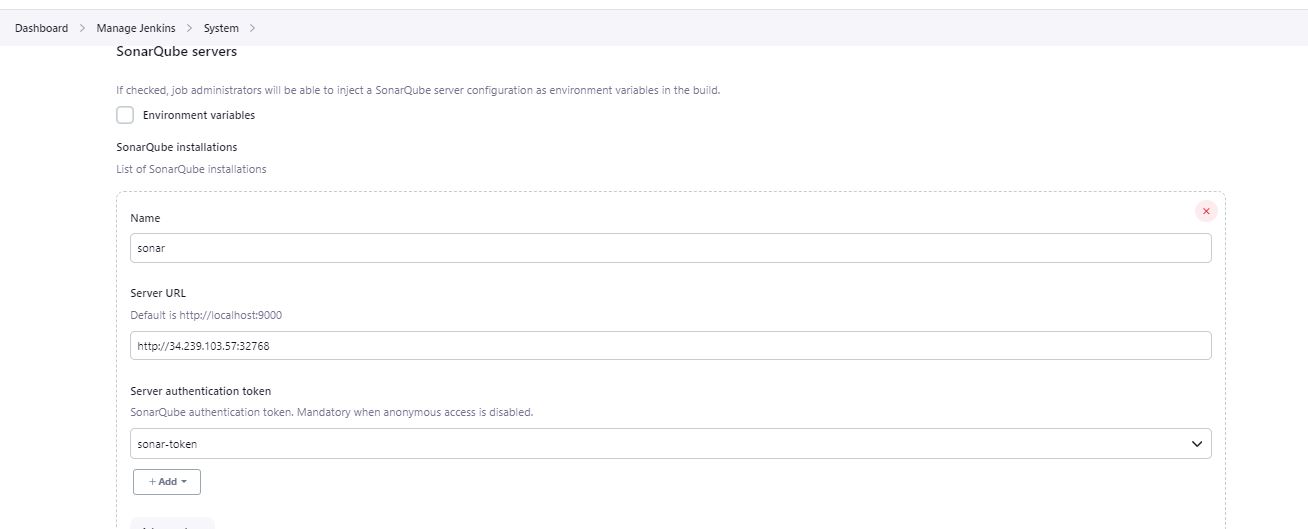 Dashboard > Manage Jenkins > System >
SonarQube servers
If checked, job administrators will be able to inject a SonarQube server configuration as environment variables in the build.
Environment variables
SonarQube installations
List of SonarQube installations
Name
sonar
Server URL
Default is http://localhost:9000
http://34.239.103.57:32768
Server authentication token
SonarQube authentication token. Mandatory when anonymous access is disabled.
sonar-token
+ Add